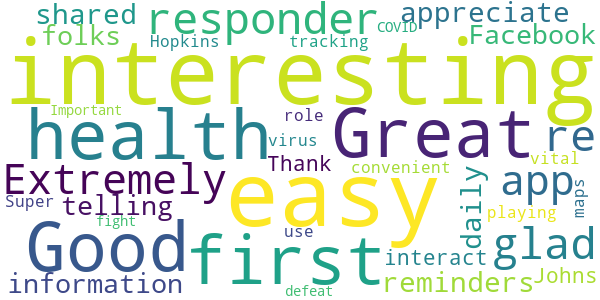 shared responder appreciate
folks Hopkins tracking COVID Facebook
interesting
Important
health role Great re
virus
Extremely Thank convenient vital
Super telling easy daily app maps
fight use playing
Good first interact glad
information reminders Johns
defeat